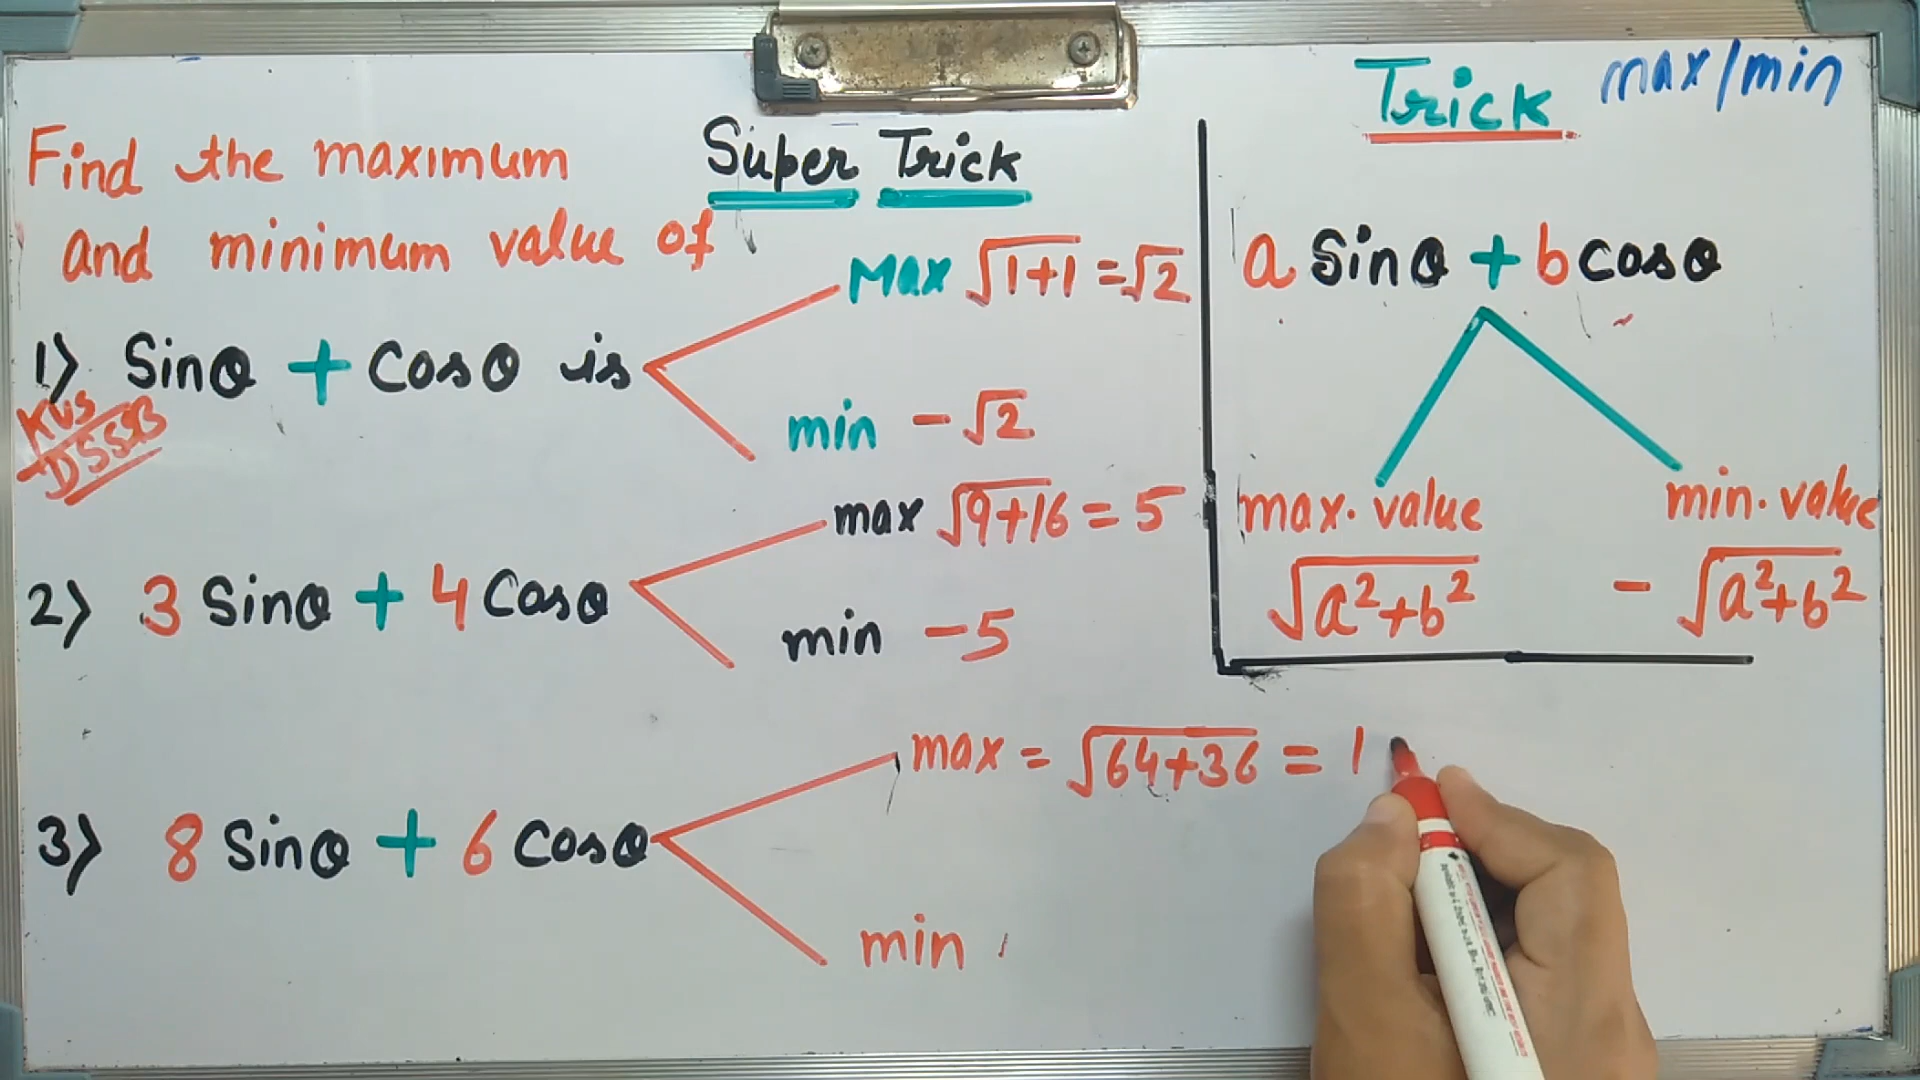 Trick max/min
Find the maximum
and minimum value of
Super Trick
1) Sinθ + Cosθ is
KVS
DSSSB
Max √1+1 = √2
min - √2
2) 3 Sinθ + 4 Cosθ
max √9+16 = 5
min - 5
3) 8 Sinθ + 6 Cosθ
max = √64+36 = 1
min
a Sinθ + b cosθ
max. value
√a²+b²
min. value
- √a²+b²